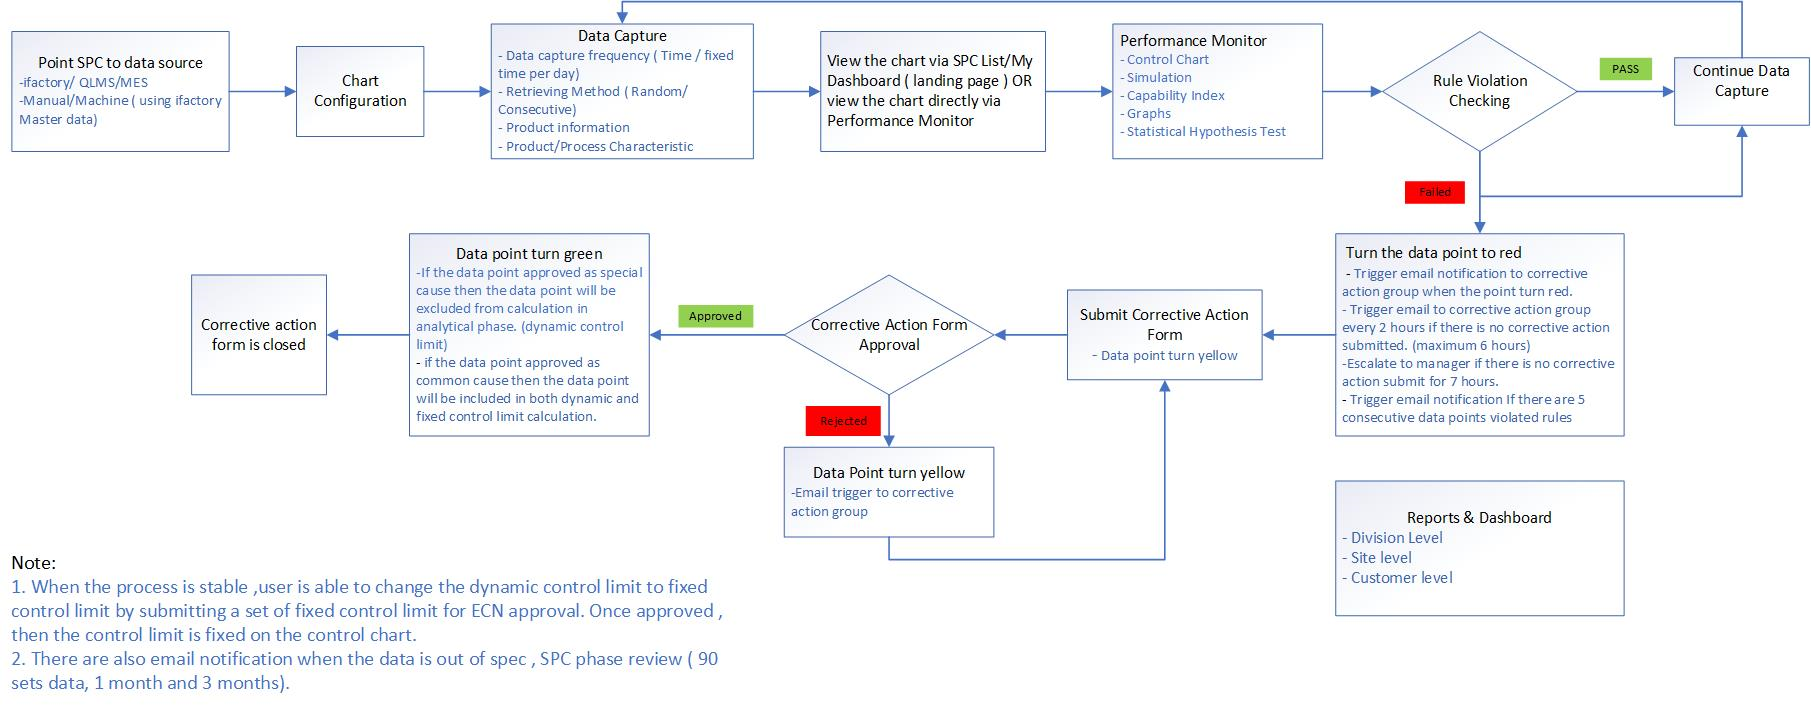 Point SPC to data source
-ifactory/ QLMS/MES
-Manual/Machine ( using ifactory
Master data)
Chart
Configuration
Data Capture
- Data capture frequency ( Time / fixed
time per day)
- Retrieving Method ( Random/
Consecutive)
- Product information
- Product/Process Characteristic
View the chart via SPC List/My
Dashboard ( landing page ) OR
view the chart directly via
Performance Monitor
Performance Monitor
- Control Chart
- Simulation
- Capability Index
- Graphs
- Statistical Hypothesis Test
Rule Violation
Checking
PASS
Continue Data
Capture
Failed
Turn the data point to red
- Trigger email notification to corrective
action group when the point turn red.
- Trigger email to corrective action group
every 2 hours if there is no corrective action
submitted. (maximum 6 hours)
-Escalate to manager if there is no corrective
action submit for 7 hours.
- Trigger email notification If there are 5
consecutive data points violated rules
Submit Corrective Action
Form
- Data point turn yellow
Corrective Action Form
Approval
Approved
Rejected
Data Point turn yellow
-Email trigger to corrective
action group
Data point turn green
-If the data point approved as special
cause then the data point will be
excluded from calculation in
analytical phase. (dynamic control
limit)
- if the data point approved as
common cause then the data point
will be included in both dynamic and
fixed control limit calculation.
Corrective action
form is closed
Reports & Dashboard
- Division Level
- Site level
- Customer level
Note:
1. When the process is stable ,user is able to change the dynamic control limit to fixed
control limit by submitting a set of fixed control limit for ECN approval. Once approved ,
then the control limit is fixed on the control chart.
2. There are also email notification when the data is out of spec , SPC phase review ( 90
sets data, 1 month and 3 months).